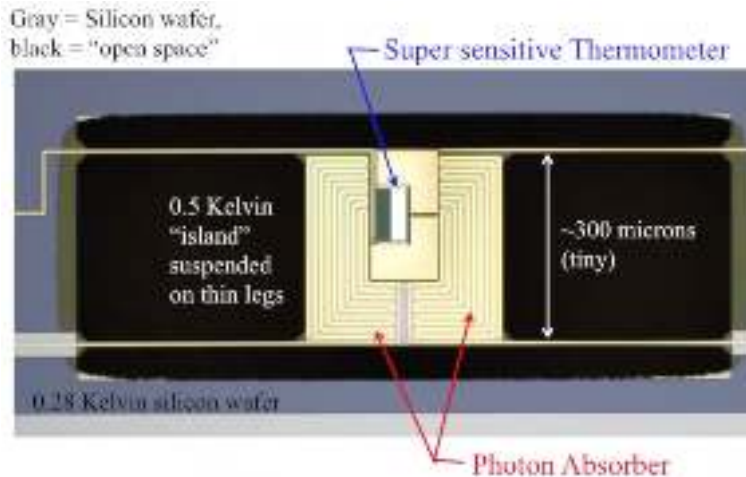 Gray = Silicon wafer,
black = “open space”
Super sensitive Thermometer
0.5 Kelvin
“island”
suspended
on thin legs
~300 microns
(tiny)
0.28 Kelvin silicon wafer
Photon Absorber